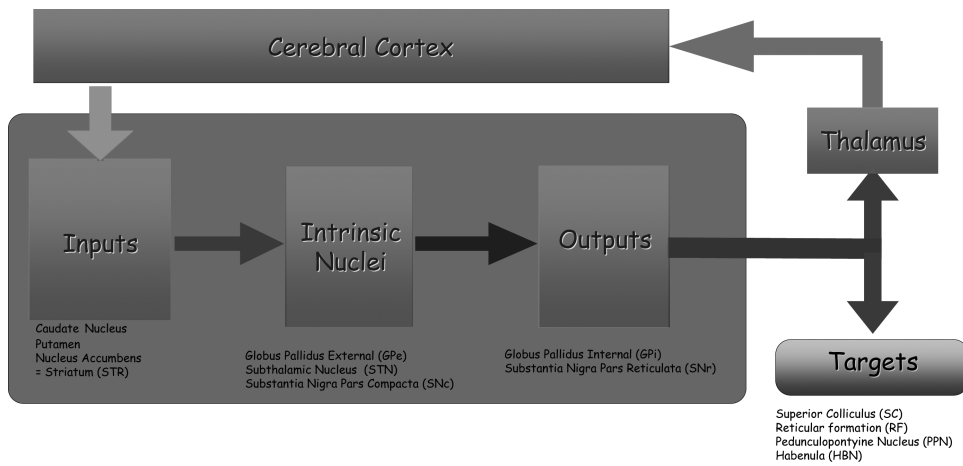 Cerebral Cortex
Thalamus
Inputs
Intrinsic
Nuclei
Outputs
Caudate Nucleus
Putamen
Nucleus Accumbens
= Striatum (STR)
Globus Pallidus External (GPe)
Subthalamic Nucleus (STN)
Substantia Nigra Pars Compacta (SNc)
Globus Pallidus Internal (GPi)
Substantia Nigra Pars Reticulata (SNr)
Targets
Superior Colliculus (SC)
Reticular formation (RF)
Pedunculopontyine Nucleus (PPN)
Habenula (HBN)